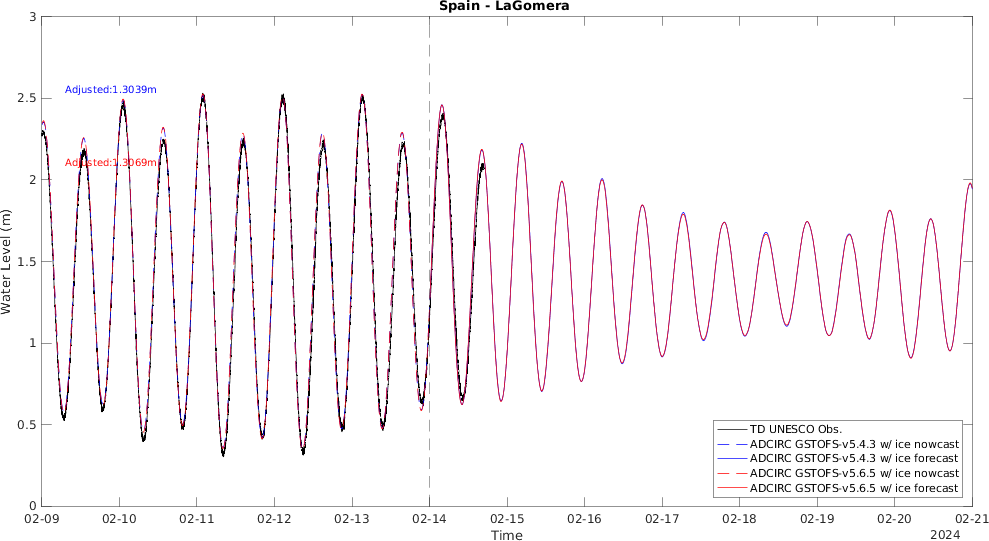 Spain - LaGomera
3
2.5
2
1.5
1
0.5
0
Water Level (m)
Adjusted:1.3039m
Adjusted:1.3069m
TD UNESCO Obs.
ADCIRC GSTOFS-v5.4.3 w/ ice nowcast
ADCIRC GSTOFS-v5.4.3 w/ ice forecast
ADCIRC GSTOFS-v5.6.5 w/ ice nowcast
ADCIRC GSTOFS-v5.6.5 w/ ice forecast
02-09 02-10 02-11 02-12 02-13 02-14 02-15 02-16 02-17 02-18 02-19 02-20 02-21
Time
2024